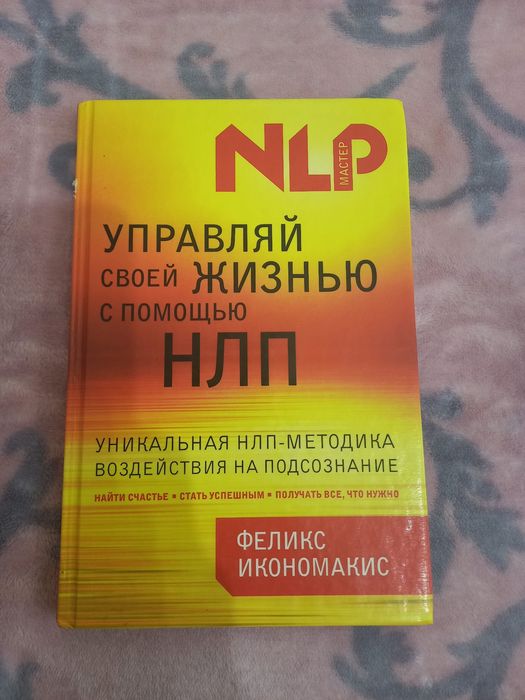 NLP
МАСТЕР
УПРАВЛЯЙ
СВОЕЙ ЖИЗНЬЮ
С ПОМОЩЬЮ
НЛП
УНИКАЛЬНАЯ НЛП-МЕТОДИКА
ВОЗДЕЙСТВИЯ НА ПОДСОЗНАНИЕ
НАЙТИ СЧАСТЬЕ ▪ СТАТЬ УСПЕШНЫМ ▪ ПОЛУЧАТЬ ВСЕ, ЧТО НУЖНО
ФЕЛИКС
ИКОНОМАКИС